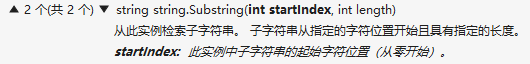 ▲ 2 个(共 2 个) ▼ string string.Substring(int startIndex, int length)
从此实例检索子字符串。 子字符串从指定的字符位置开始且具有指定的长度。
startIndex: 此实例中子字符串的起始字符位置（从零开始）。